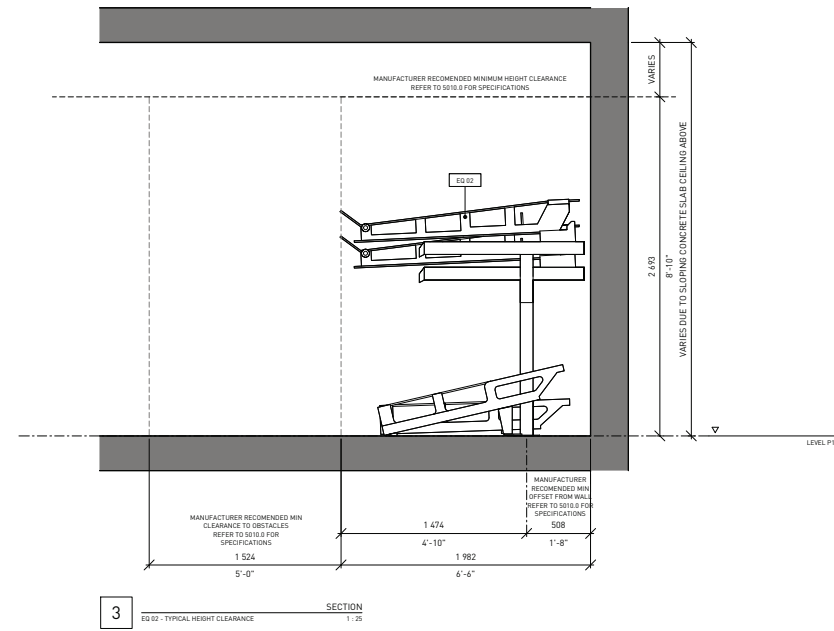 MANUFACTURER RECOMENDED MINIMUM HEIGHT CLEARANCE
REFER TO 5010.0 FOR SPECIFICATIONS
VARIES
EQ 02
2 693
8'-10"
VARIES DUE TO SLOPING CONCRETE SLAB CEILING ABOVE
LEVEL P1
MANUFACTURER RECOMENDED MIN
CLEARANCE TO OBSTACLES
REFER TO 5010.0 FOR
SPECIFICATIONS
MANUFACTURER
RECOMENDED MIN
OFFSET FROM WALL
REFER TO 5010.0 FOR
SPECIFICATIONS
1 474
508
4'-10"
1'-8"
1 524
1 982
5'-0"
6'-6"
3
SECTION
EQ 02 - TYPICAL HEIGHT CLEARANCE
1 : 25